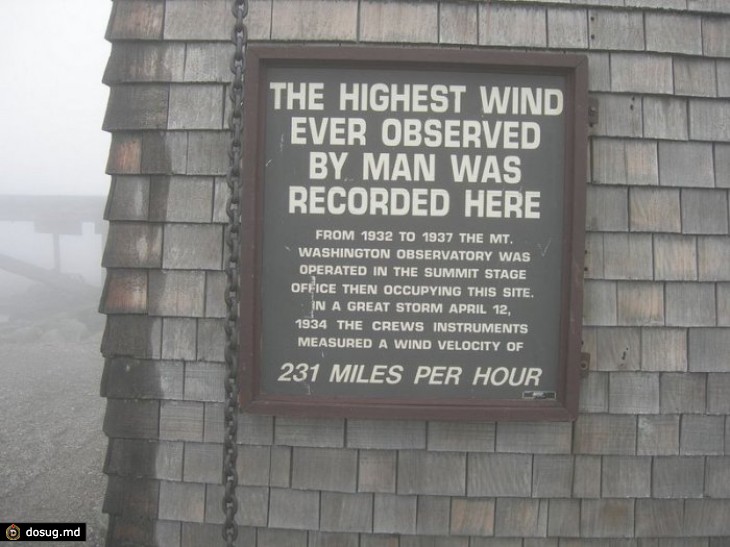 THE HIGHEST WIND
EVER OBSERVED
BY MAN WAS
RECORDED HERE
FROM 1932 TO 1937 THE MT.
WASHINGTON OBSERVATORY WAS
OPERATED IN THE SUMMIT STAGE
OFFICE THEN OCCUPYING THIS SITE.
IN A GREAT STORM APRIL 12,
1934 THE CREWS INSTRUMENTS
MEASURED A WIND VELOCITY OF
231 MILES PER HOUR
dosug.md